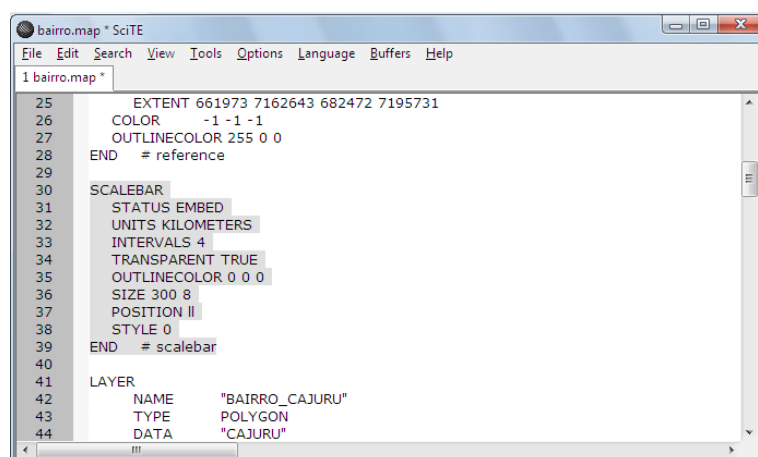 bairro.map * SciTE
File Edit Search View Tools Options Language Buffers Help
1 bairro.map *
25 EXTENT 661973 7162643 682472 7195731
26 COLOR -1 -1 -1
27 OUTLINECOLOR 255 0 0
28 END # reference
29
30 SCALEBAR
31 STATUS EMBED
32 UNITS KILOMETERS
33 INTERVALS 4
34 TRANSPARENT TRUE
35 OUTLINECOLOR 0 0 0
36 SIZE 300 8
37 POSITION ll
38 STYLE 0
39 END # scalebar
40
41 LAYER
42 NAME "BAIRRO_CAJURU"
43 TYPE POLYGON
44 DATA "CAJURU"